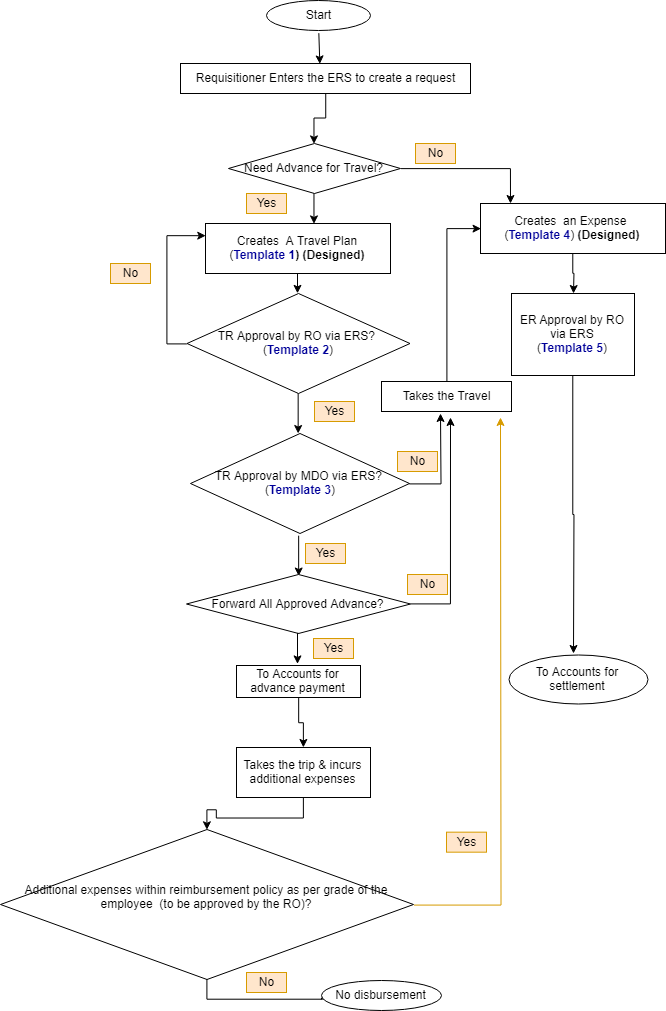 Start
Requisitioner Enters the ERS to create a request
Need Advance for Travel?
No
Yes
Creates  A Travel Plan
(Template 1) (Designed)
Creates  an Expense
(Template 4) (Designed)
No
TR Approval by RO via ERS?
(Template 2)
ER Approval by RO
via ERS
(Template 5)
Yes
Takes the Travel
TR Approval by MDO via ERS?
(Template 3)
No
Yes
Forward All Approved Advance?
No
Yes
To Accounts for
advance payment
To Accounts for
settlement
Takes the trip & incurs
additional expenses
Yes
Additional expenses within reimbursement policy as per grade of the
employee  (to be approved by the RO)?
No
No disbursement